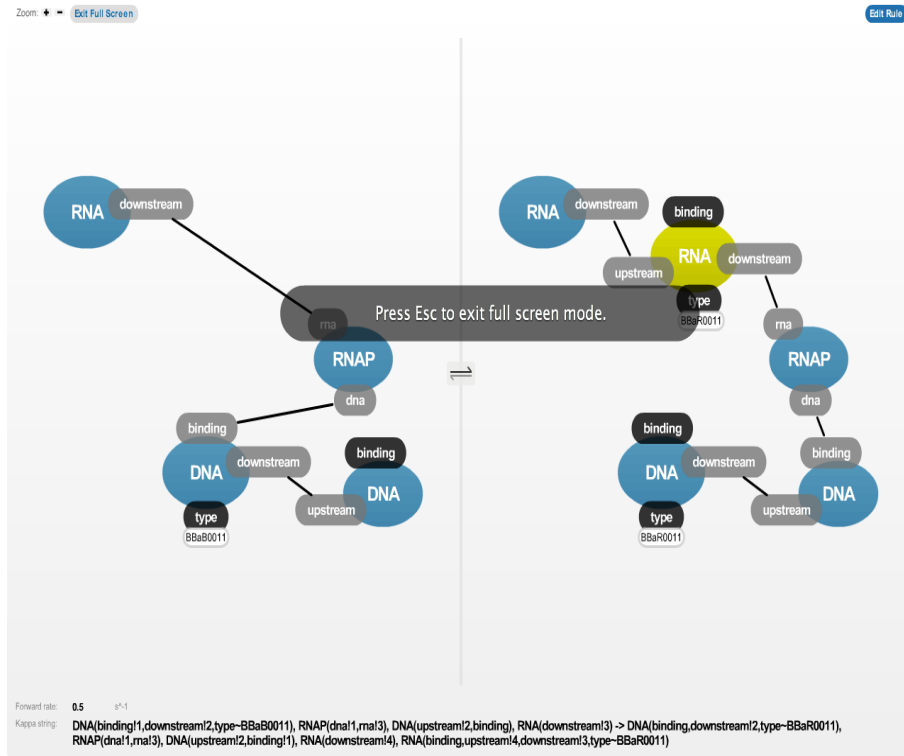 Zoom: + - Exit Full Screen Edit Rule
RNA downstream
RNA downstream
binding
RNA
downstream
upstream
type
BBaR0011
Press Esc to exit full screen mode.
rna
RNAP
dna
rna
RNAP
dna
binding
DNA
downstream
binding
upstream
DNA
type
BBaB0011
binding
DNA
downstream
binding
upstream
DNA
type
BBaR0011
Forward rate: 0.5 s^-1
Kappa string: DNA(binding!1,downstream!2,type~BBaB0011), RNAP(dna!1,rna!3), DNA(upstream!2,binding), RNA(downstream!3) -> DNA(binding,downstream!2,type~BBaR0011),
RNAP(dna!1,rna!3), DNA(upstream!2,binding!1), RNA(downstream!4), RNA(binding,upstream!4,downstream!3,type~BBaR0011)